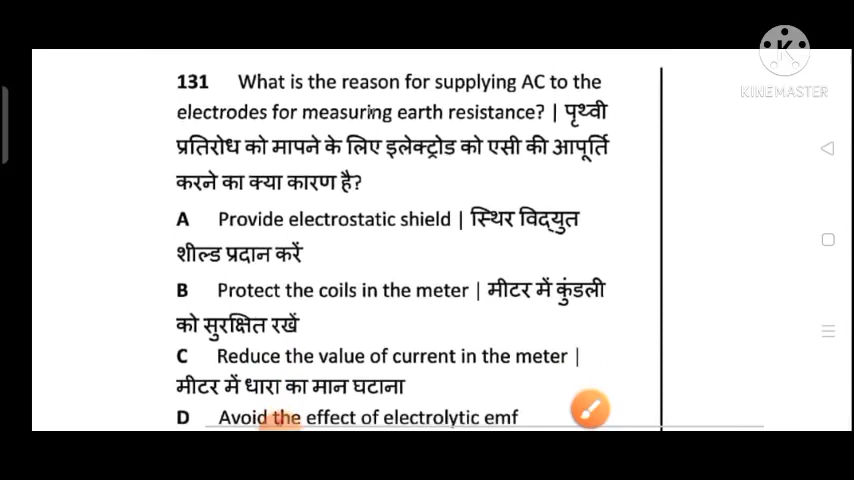 131 What is the reason for supplying AC to the
electrodes for measuring earth resistance? | पृथ्वी
प्रतिरोध को मापने के लिए इलेक्ट्रोड को एसी की आपूर्ति
करने का क्या कारण है?
A Provide electrostatic shield | स्थिर विद्युत
शील्ड प्रदान करें
B Protect the coils in the meter | मीटर में कुंडली
को सुरक्षित रखें
C Reduce the value of current in the meter |
मीटर में धारा का मान घटाना
D Avoid the effect of electrolytic emf
K
KINEMASTER